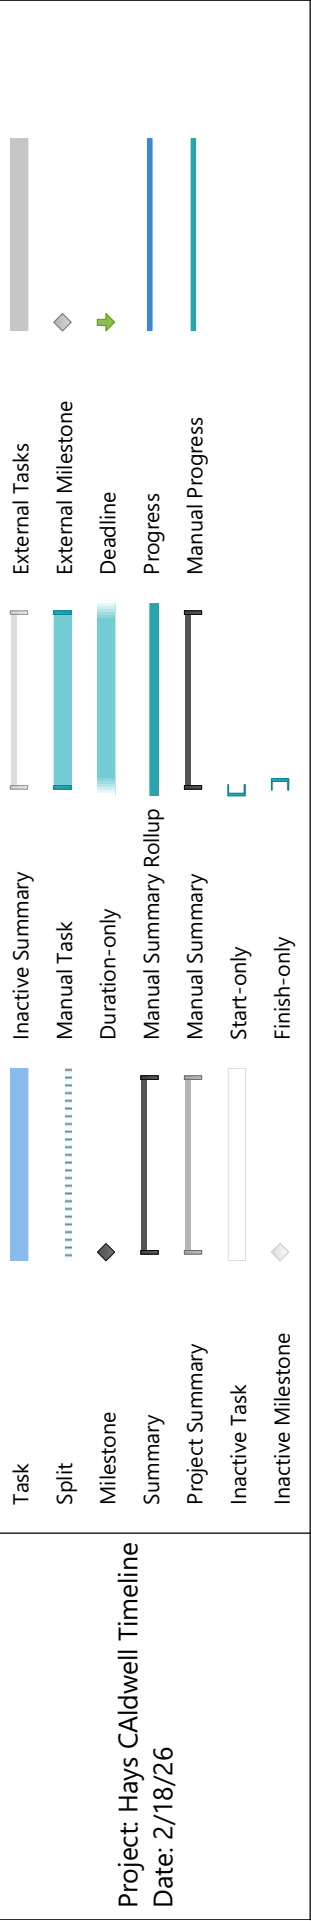 Project: Hays CAldwell Timeline
Date: 2/18/26
Task
Split
Milestone
Summary
Project Summary
Inactive Task
Inactive Milestone
Inactive Summary
Manual Task
Duration-only
Manual Summary Rollup
Manual Summary
Start-only
Finish-only
External Tasks
External Milestone
Deadline
Progress
Manual Progress